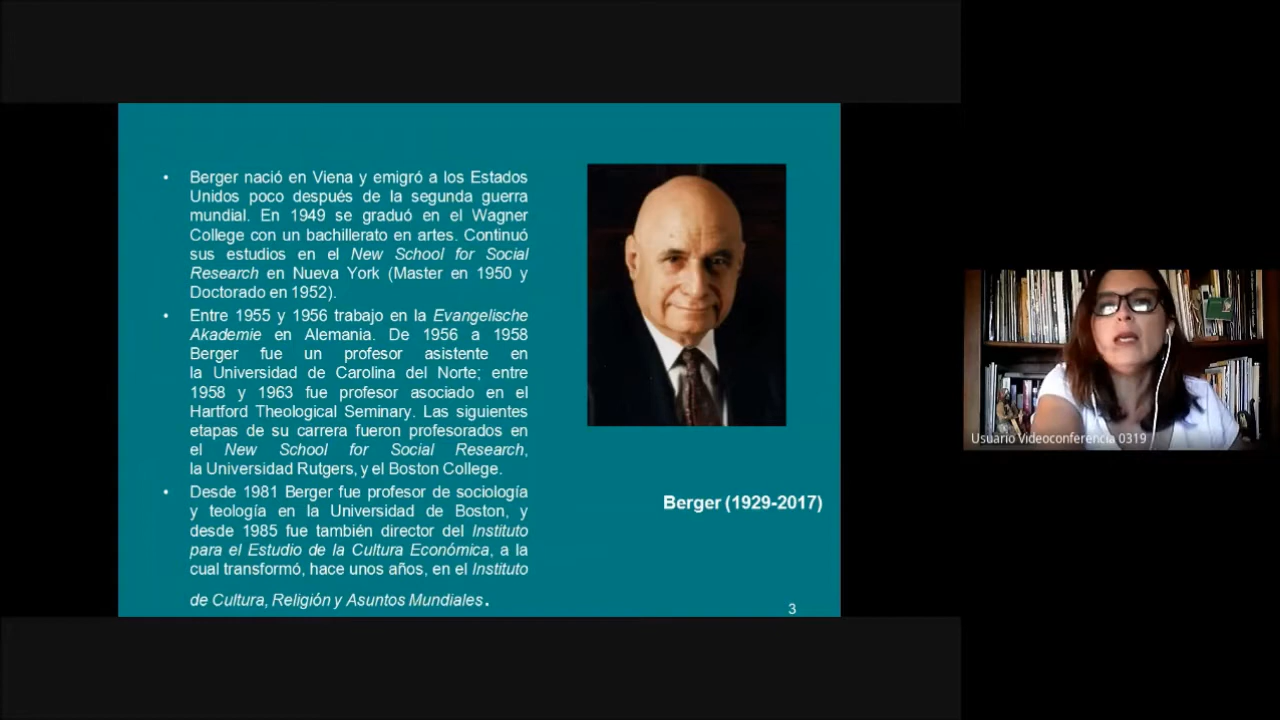 • Berger nació en Viena y emigró a los Estados
Unidos poco después de la segunda guerra
mundial. En 1949 se graduó en el Wagner
College con un bachillerato en artes. Continuó
sus estudios en el New School for Social
Research en Nueva York (Master en 1950 y
Doctorado en 1952).
• Entre 1955 y 1956 trabajo en la Evangelische
Akademie en Alemania. De 1956 a 1958
Berger fue un profesor asistente en
la Universidad de Carolina del Norte; entre
1958 y 1963 fue profesor asociado en el
Hartford Theological Seminary. Las siguientes
etapas de su carrera fueron profesorados en
el New School for Social Research,
la Universidad Rutgers, y el Boston College.
• Desde 1981 Berger fue profesor de sociología
y teología en la Universidad de Boston, y
desde 1985 fue también director del Instituto
para el Estudio de la Cultura Económica, a la
cual transformó, hace unos años, en el Instituto
de Cultura, Religión y Asuntos Mundiales.
Berger (1929-2017)
3
Usuario Videoconferencia 0319